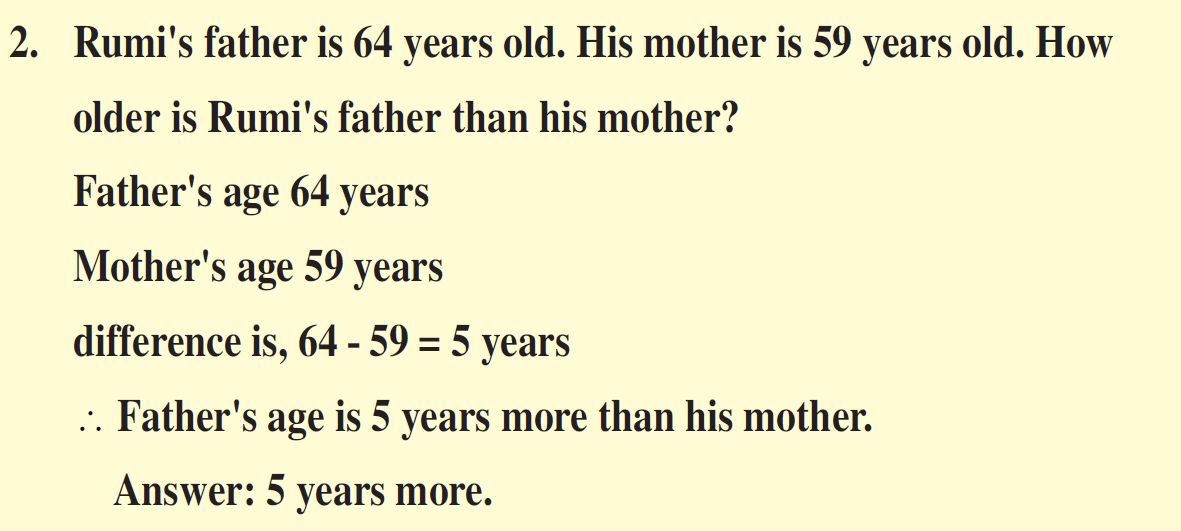 2. Rumi's father is 64 years old. His mother is 59 years old. How
older is Rumi's father than his mother?
Father's age 64 years
Mother's age 59 years
difference is, 64 - 59 = 5 years
∴ Father's age is 5 years more than his mother.
Answer: 5 years more.